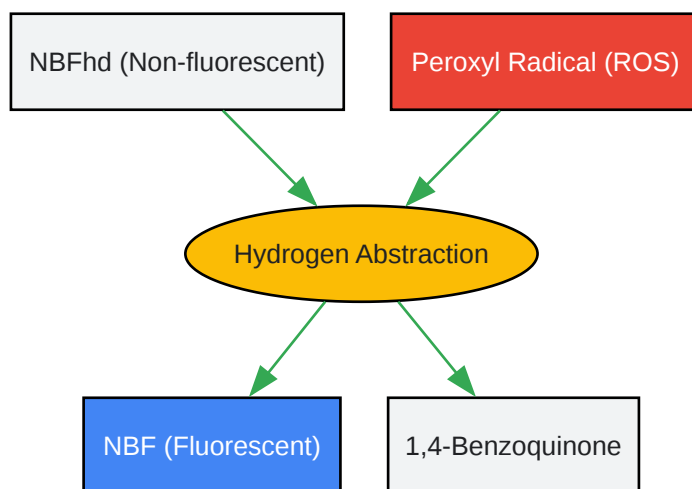 NBFhd (Non-fluorescent)
Peroxyl Radical (ROS)
Hydrogen Abstraction
NBF (Fluorescent)
1,4-Benzoquinone